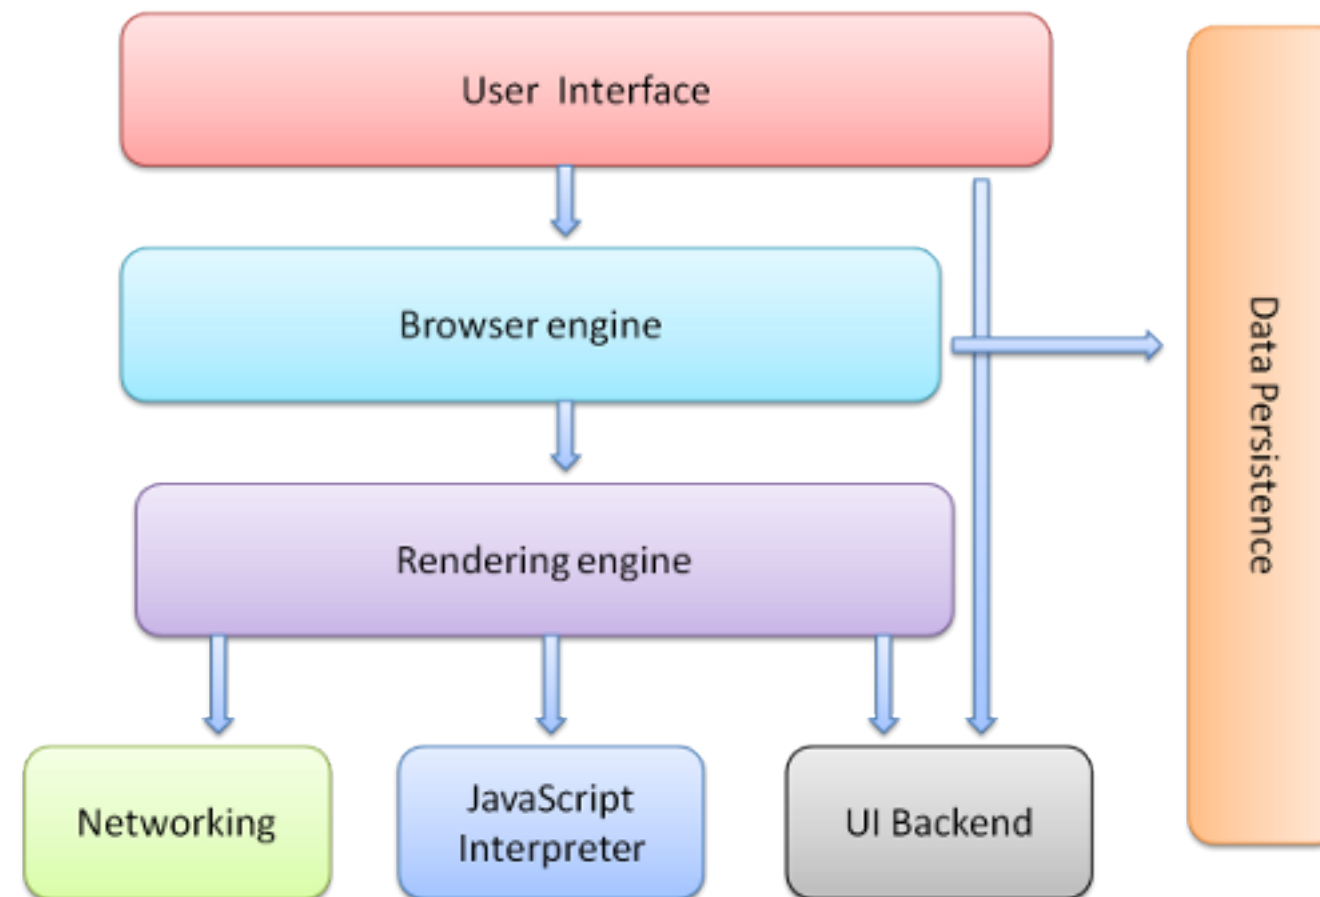 User Interface
Browser engine
Rendering engine
Networking
JavaScript
Interpreter
UI Backend
Data Persistence